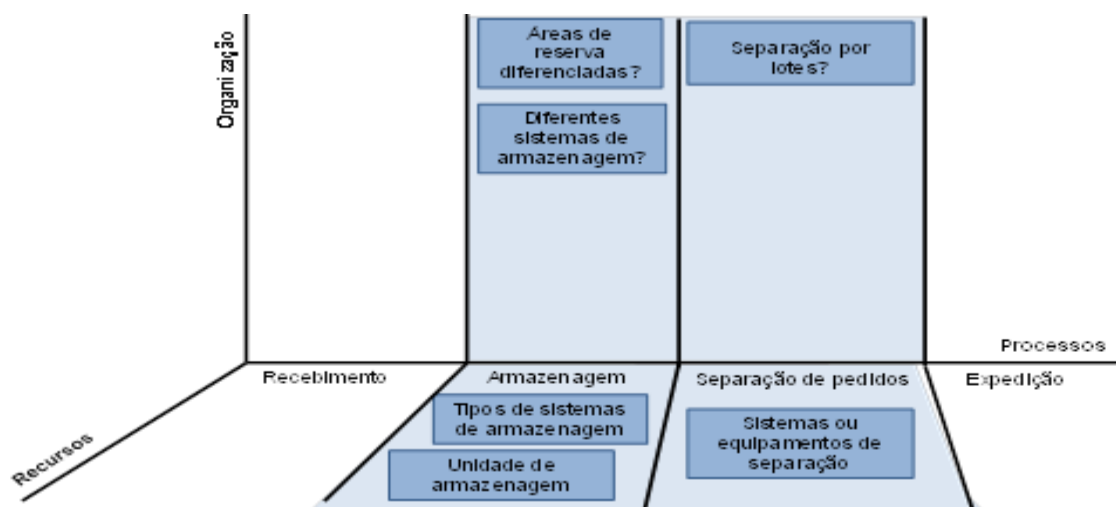 Organização
Áreas de
reserva
diferenciadas?
Separação por
lotes?
Diferentes
sistemas de
armazenagem?
Processos
Recebimento
Armazenagem
Separação de pedidos
Expedição
Tipos de sistemas
de armazenagem
Sistemas ou
equipamentos de
separação
Unidade de
armazenagem
Recursos